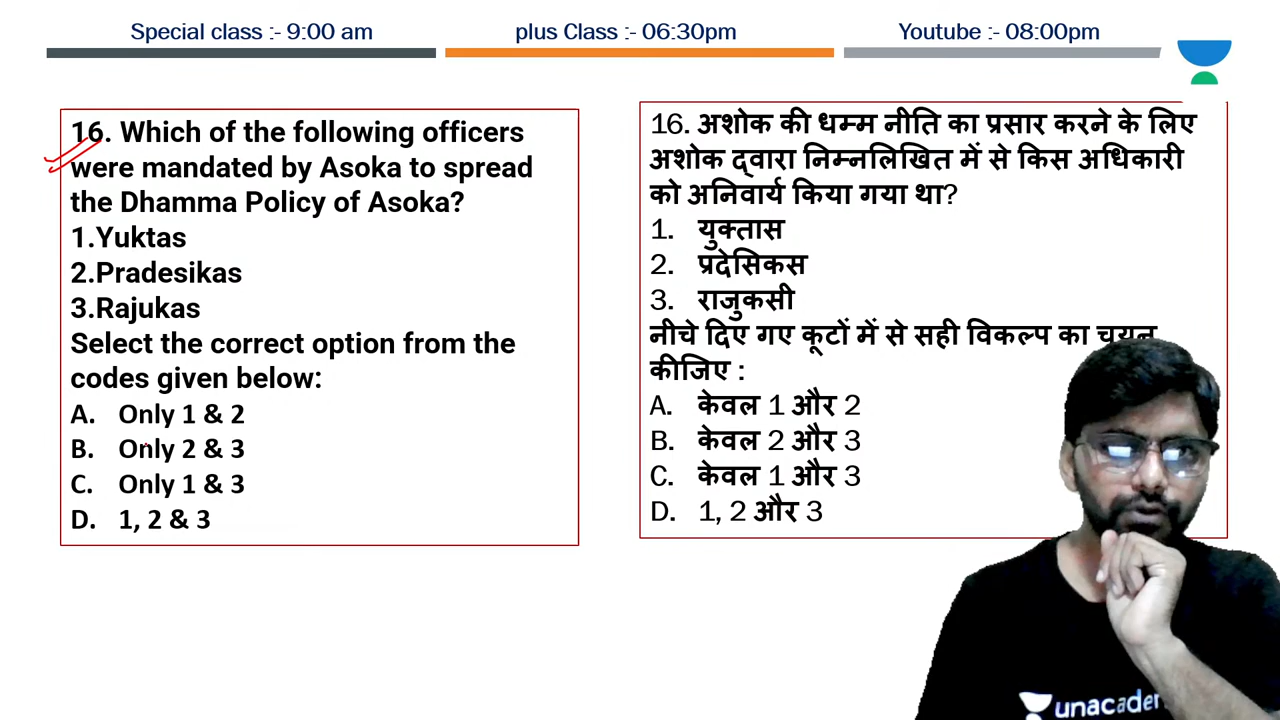 Special class :- 9:00 am
plus Class :- 06:30pm
Youtube :- 08:00pm
16. Which of the following officers
were mandated by Asoka to spread
the Dhamma Policy of Asoka?
1.Yuktas
2.Pradesikas
3.Rajukas
Select the correct option from the
codes given below:
A. Only 1 & 2
B. Only 2 & 3
C. Only 1 & 3
D. 1, 2 & 3
16. अशोक की धम्म नीति का प्रसार करने के लिए
अशोक द्वारा निम्नलिखित में से किस अधिकारी
को अनिवार्य किया गया था?
1. युक्तास
2. प्रदेसिकस
3. राजुकसी
नीचे दिए गए कूटों में से सही विकल्प का चयन
कीजिए :
A. केवल 1 और 2
B. केवल 2 और 3
C. केवल 1 और 3
D. 1, 2 और 3